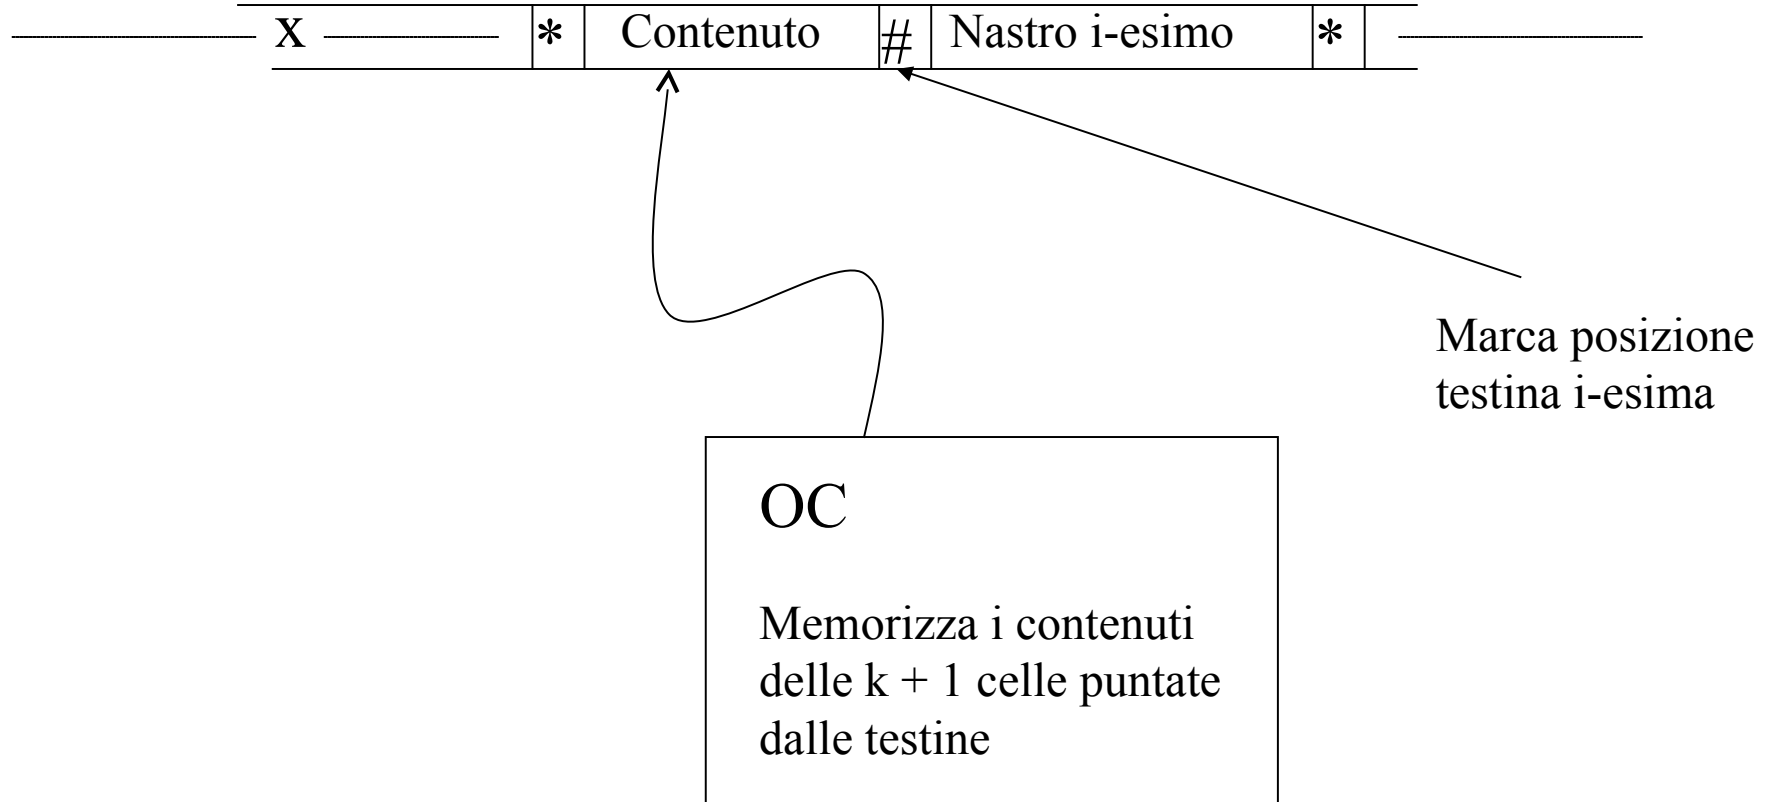 x * Contenuto # Nastro i-esimo *
Marca posizione
testina i-esima
OC
Memorizza i contenuti
delle k + 1 celle puntate
dalle testine